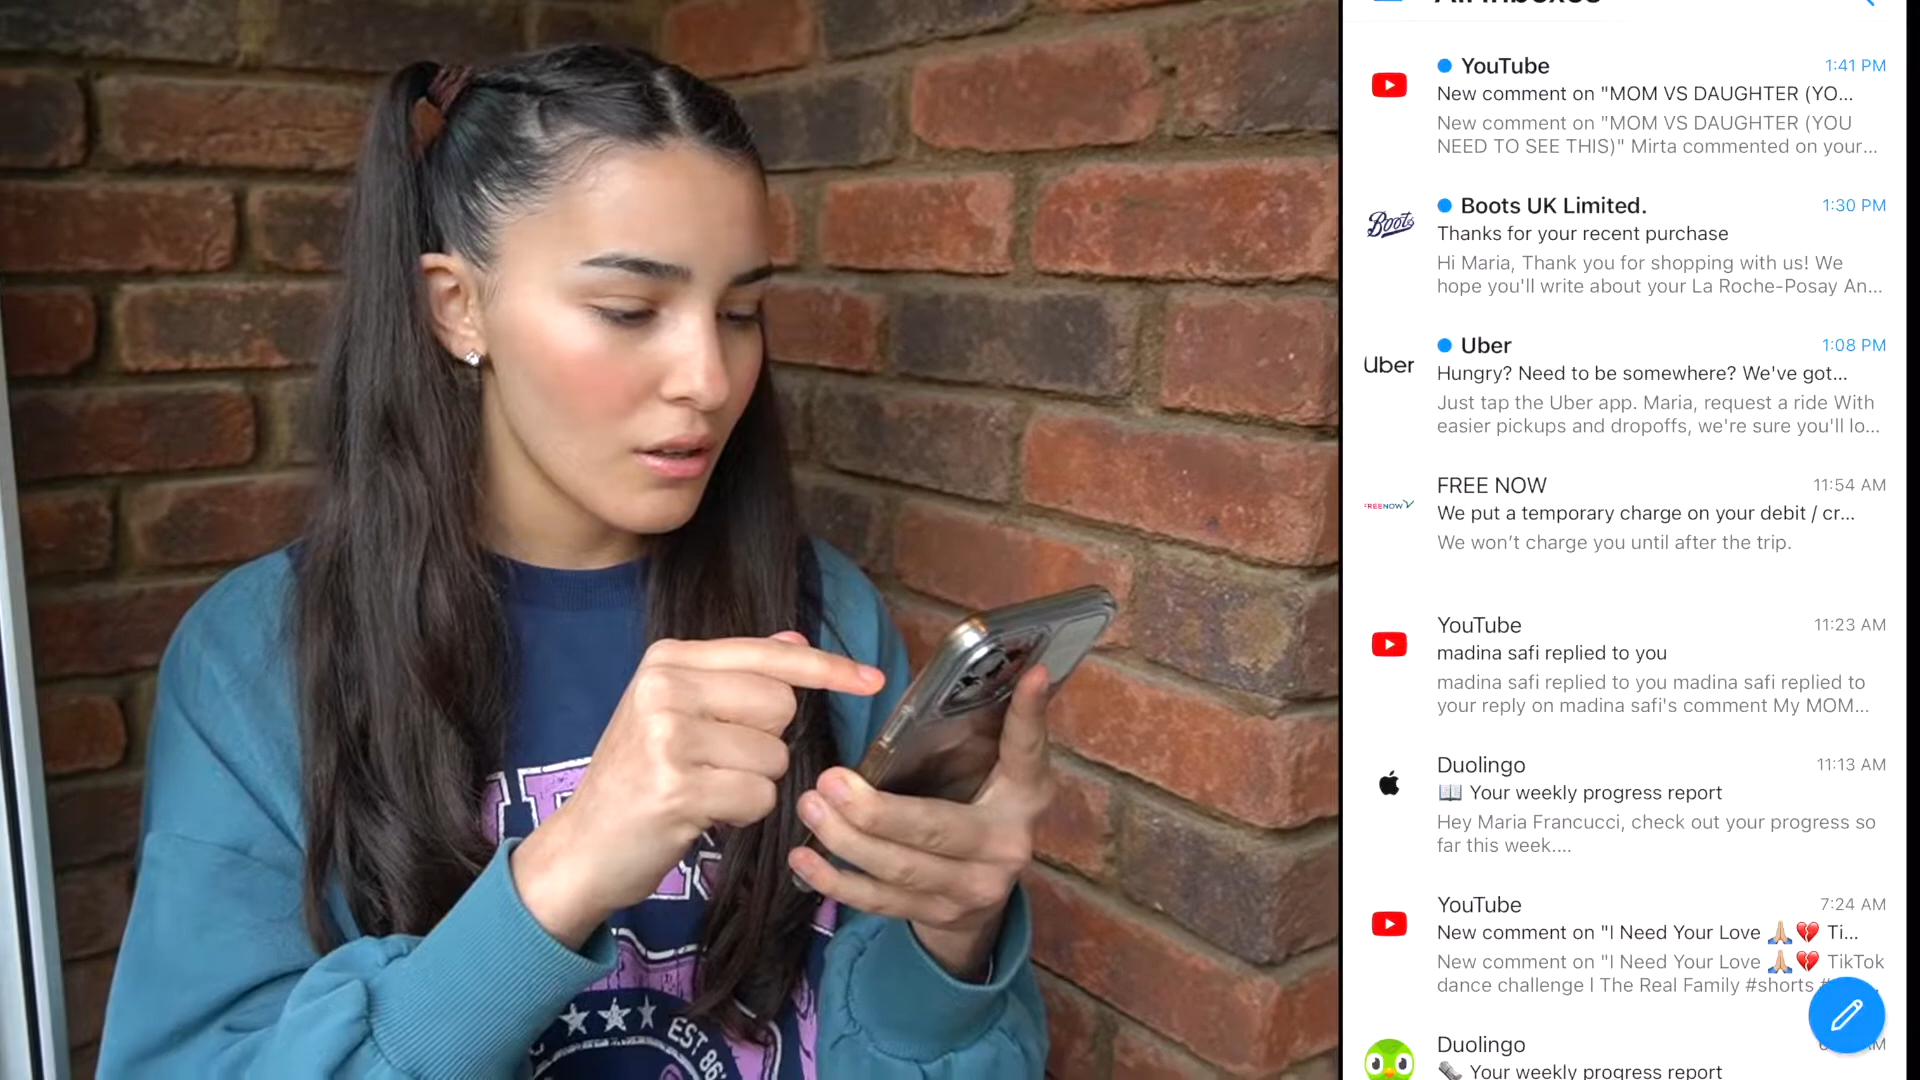 YouTube
1:41 PM
New comment on "MOM VS DAUGHTER (YO...
New comment on "MOM VS DAUGHTER (YOU
NEED TO SEE THIS)" Mirta commented on your...
Boots
Boots UK Limited.
1:30 PM
Thanks for your recent purchase
Hi Maria, Thank you for shopping with us! We
hope you'll write about your La Roche-Posay An...
Uber
Uber
1:08 PM
Hungry? Need to be somewhere? We've got...
Just tap the Uber app. Maria, request a ride With
easier pickups and dropoffs, we're sure you'll lo...
FREE NOW
11:54 AM
We put a temporary charge on your debit / cr...
We won’t charge you until after the trip.
YouTube
11:23 AM
madina safi replied to you
madina safi replied to you madina safi replied to
your reply on madina safi's comment My MOM...
Duolingo
11:13 AM
📖 Your weekly progress report
Hey Maria Francucci, check out your progress so
far this week....
YouTube
7:24 AM
New comment on "I Need Your Love 🙏💔 Ti...
New comment on "I Need Your Love 🙏💔 TikTok
dance challenge l The Real Family #shorts
Duolingo
Your weekly progress report
EST 86